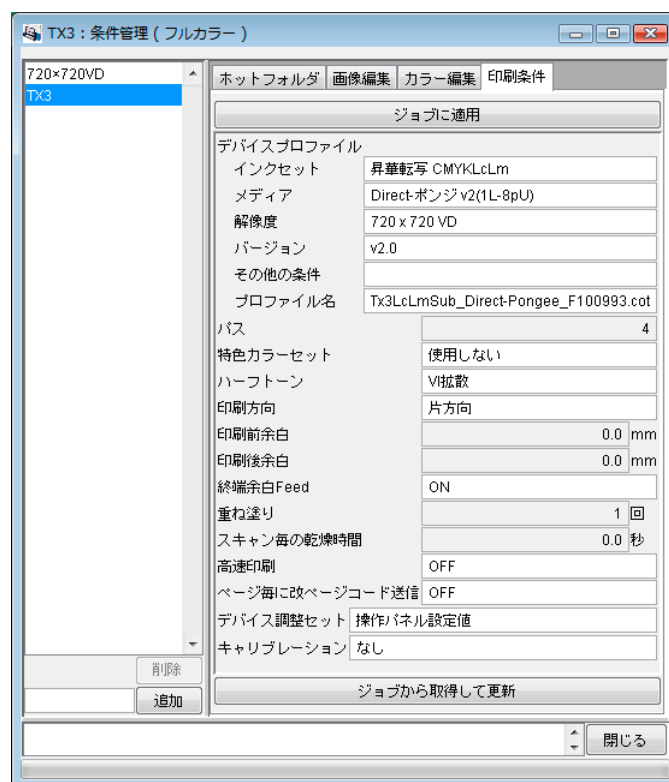 TX3：条件管理（フルカラー）
720×720VD
TX3
削除
追加
ホットフォルダ 画像編集 カラー編集 印刷条件
ジョブに適用
デバイスプロファイル
インクセット 昇華転写 CMYKLcLm
メディア Direct-ポンジ v2(1L-8pU)
解像度 720 x 720 VD
バージョン v2.0
その他の条件
プロファイル名 Tx3LcLmSub_Direct-Pongee_F100993.cot
パス 4
特色カラーセット 使用しない
ハーフトーン VI拡散
印刷方向 片方向
印刷前余白 0.0 mm
印刷後余白 0.0 mm
終端余白Feed ON
重ね塗り 1 回
スキャン毎の乾燥時間 0.0 秒
高速印刷 OFF
ページ毎に改ページコード送信 OFF
デバイス調整セット 操作パネル設定値
キャリブレーション なし
ジョブから取得して更新
閉じる